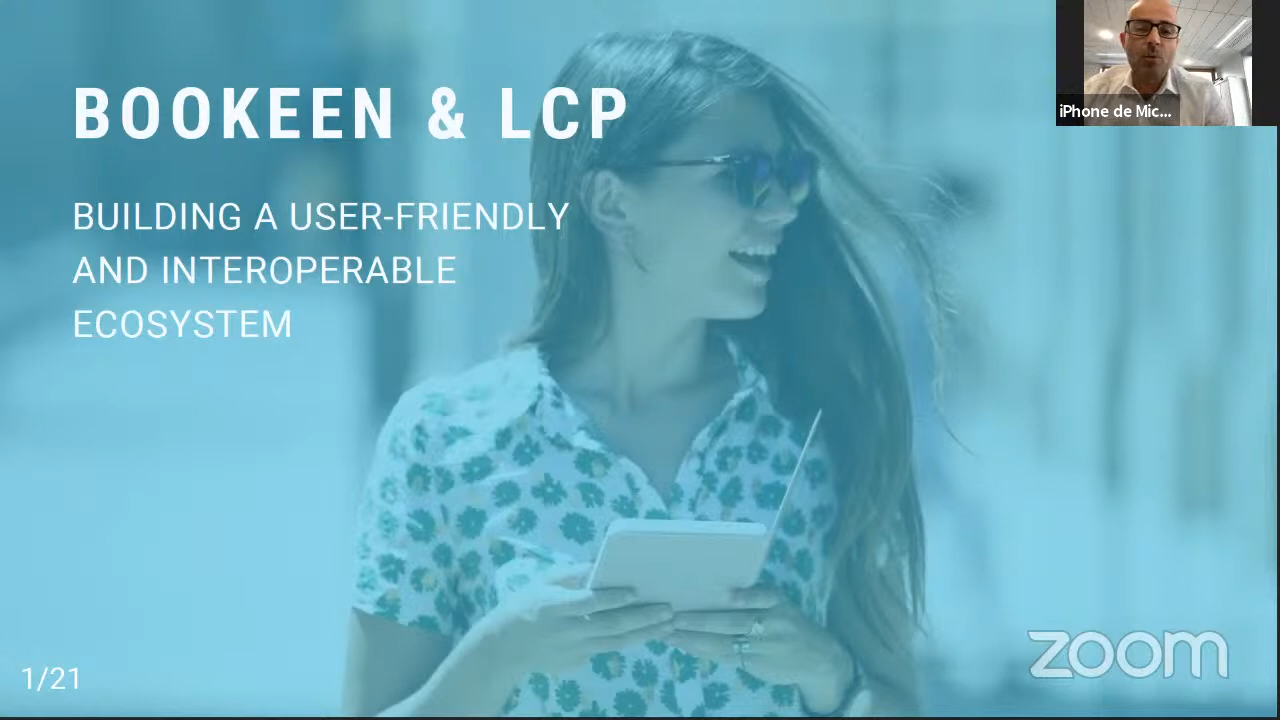 BOOKEEN & LCP
BUILDING A USER-FRIENDLY
AND INTEROPERABLE
ECOSYSTEM
iPhone de Mic...
1/21
zoom